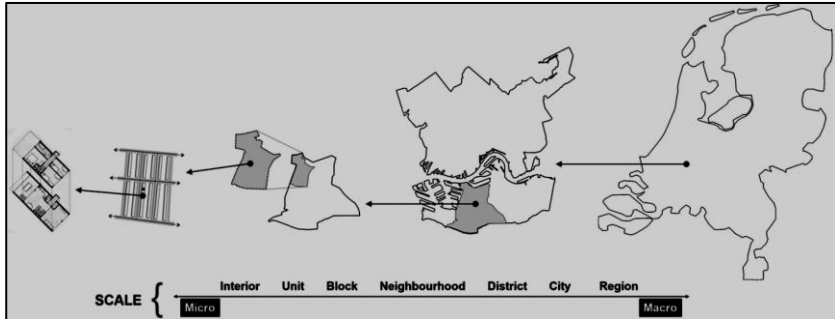 Interior Unit Block Neighbourhood District City Region
SCALE {
Micro Macro